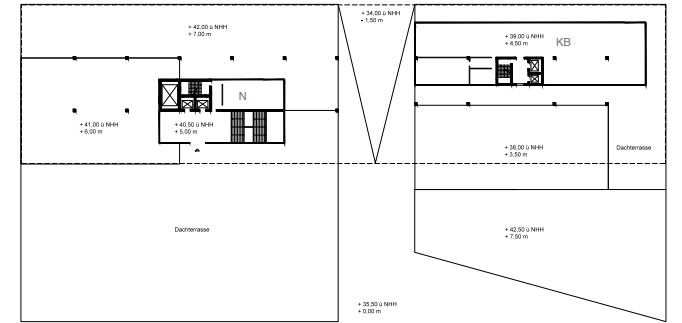 + 34,00 ü NHH
- 1,50 m
+ 42,00 ü NHH
+ 7,00 m
+ 39,00 ü NHH
+ 4,50 m
KB
N
+ 41,00 ü NHH
+ 6,00 m
+ 40,50 ü NHH
+ 5,00 m
+ 38,00 ü NHH
+ 3,50 m
Dachterrasse
Dachterrasse
+ 42,50 ü NHH
+ 7,50 m
+ 35,50 ü NHH
+ 0,00 m